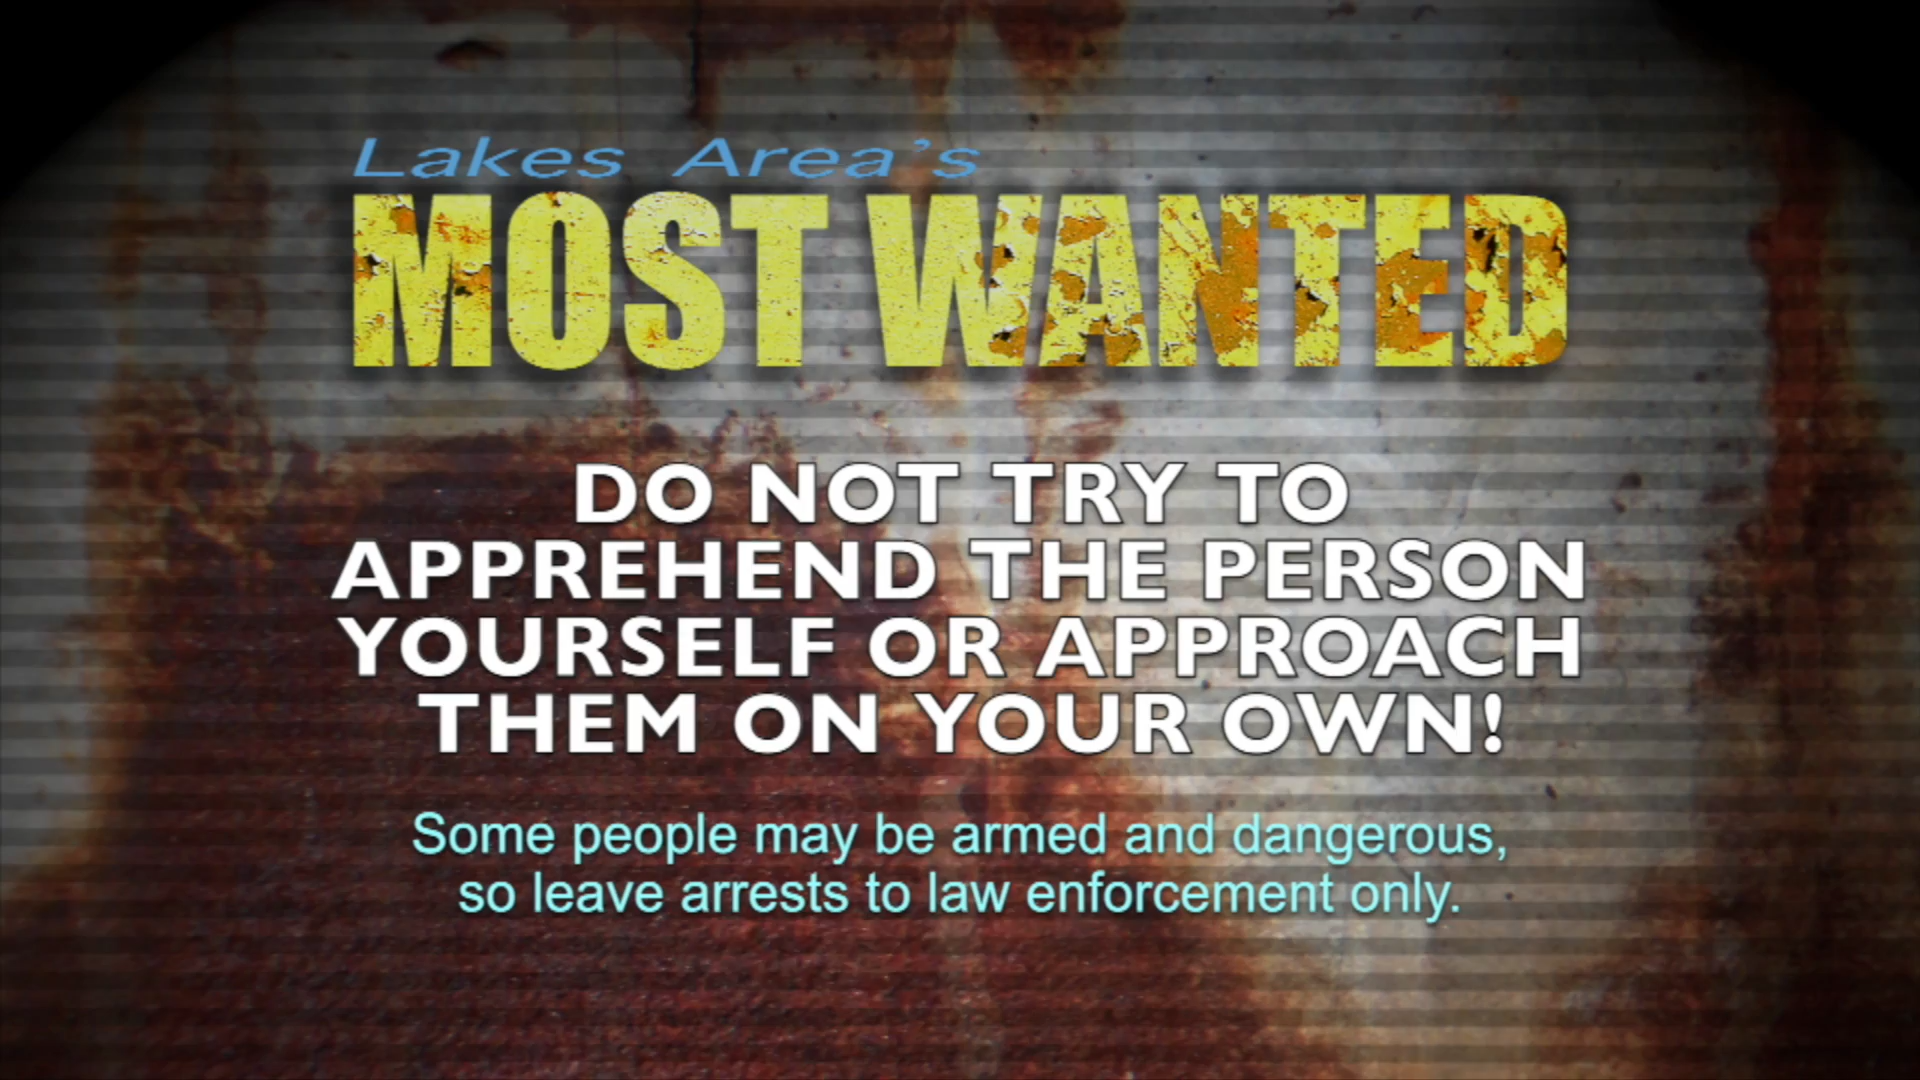 Lakes Area's
MOST WANTED
DO NOT TRY TO
APPREHEND THE PERSON
YOURSELF OR APPROACH
THEM ON YOUR OWN!
Some people may be armed and dangerous,
so leave arrests to law enforcement only.